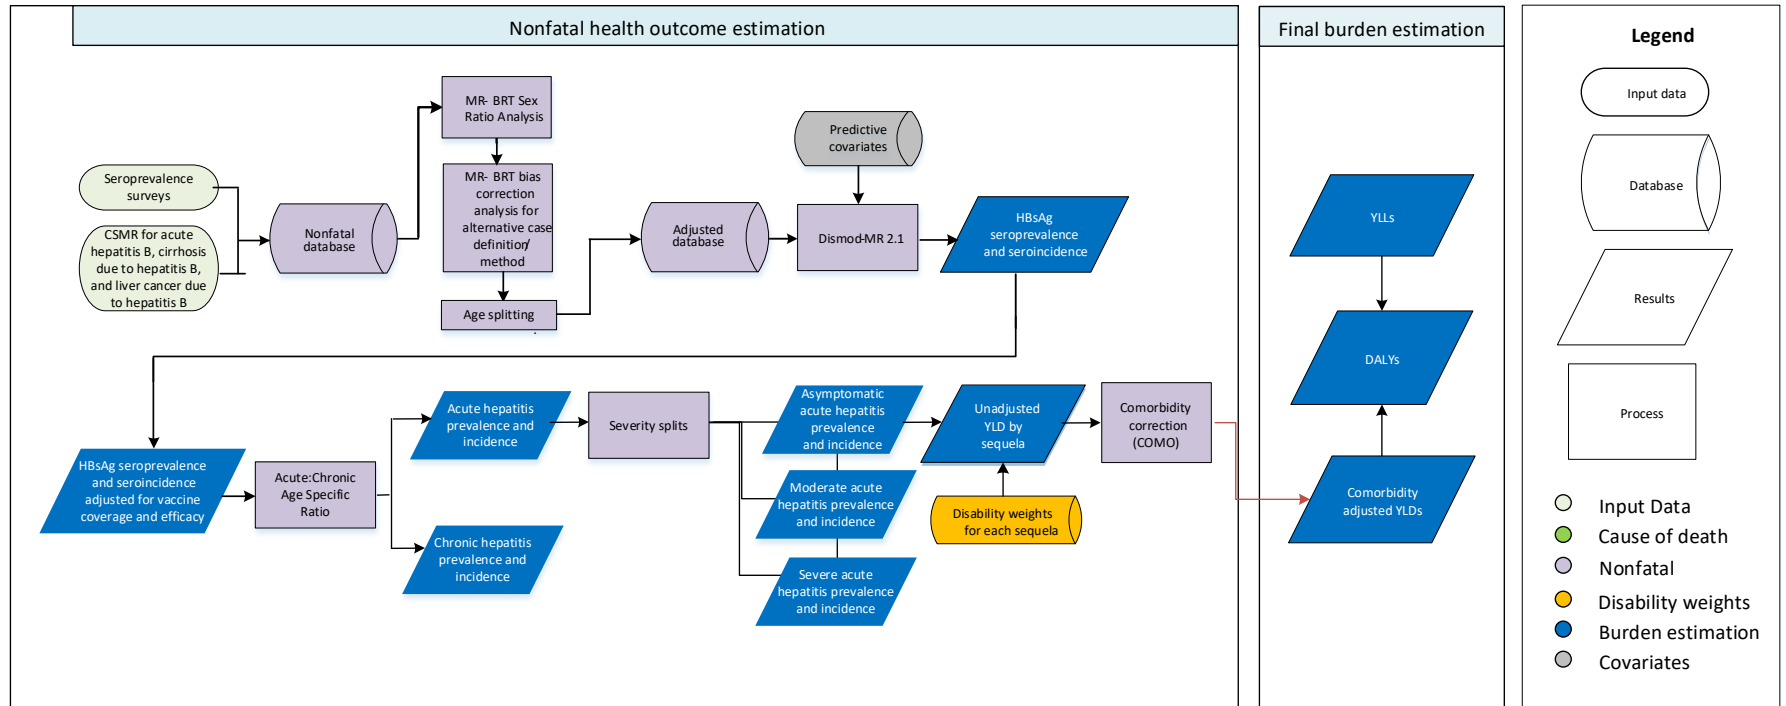 Nonfatal health outcome estimation
Final burden estimation
Legend
MR- BRT Sex
Ratio Analysis
Predictive
covariates
Input data
Seroprevalence
surveys
MR- BRT bias
correction
analysis for
alternative case
definition/
method
CSMR for acute
hepatitis B, cirrhosis
due to hepatitis B,
and liver cancer due
to hepatitis B
Nonfatal
database
Adjusted
database
Dismod-MR 2.1
HBsAg
seroprevalence
and seroincidence
Age splitting
YLLs
Database
DALYs
Results
HBsAg seroprevalence
and seroincidence
adjusted for vaccine
coverage and efficacy
Acute:Chronic
Age Specific
Ratio
Acute hepatitis
prevalence and
incidence
Chronic hepatitis
prevalence and
incidence
Severity splits
Asymptomatic
acute hepatitis
prevalence
and incidence
Moderate acute
hepatitis prevalence
and incidence
Severe acute
hepatitis prevalence
and incidence
Unadjusted
YLD by
sequela
Disability weights
for each sequela
Comorbidity
correction
(COMO)
Comorbidity
adjusted YLDs
Process
Input Data
Cause of death
Nonfatal
Disability weights
Burden estimation
Covariates